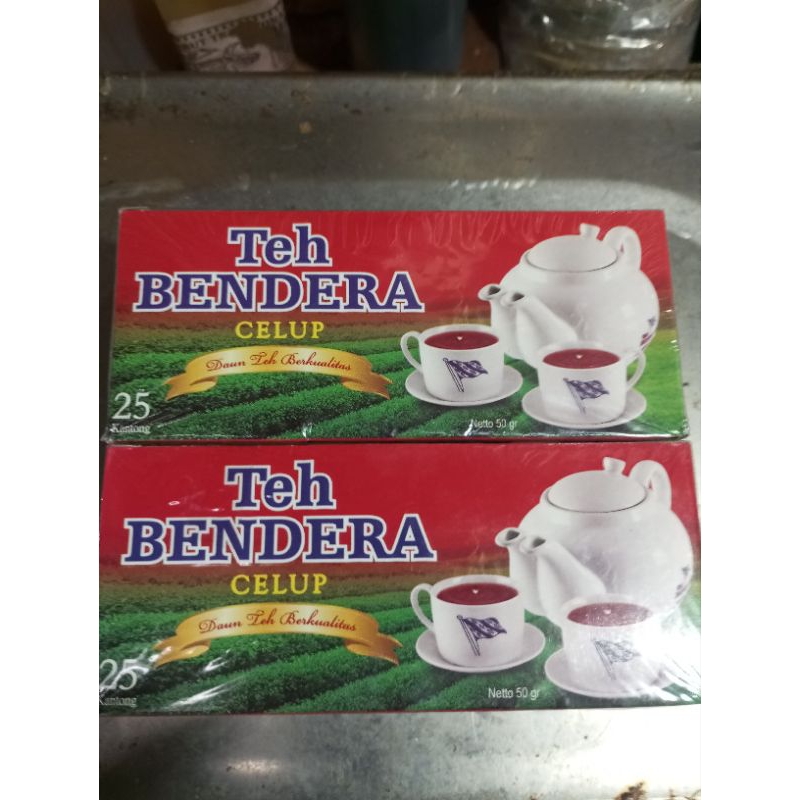 Teh
BENDERA
CELUP
Daun Teh Berkualitas
25
Kantong
Netto 50 gr
Teh
BENDERA
CELUP
Daun Teh Berkualitas
25
Kantong
Netto 50 gr